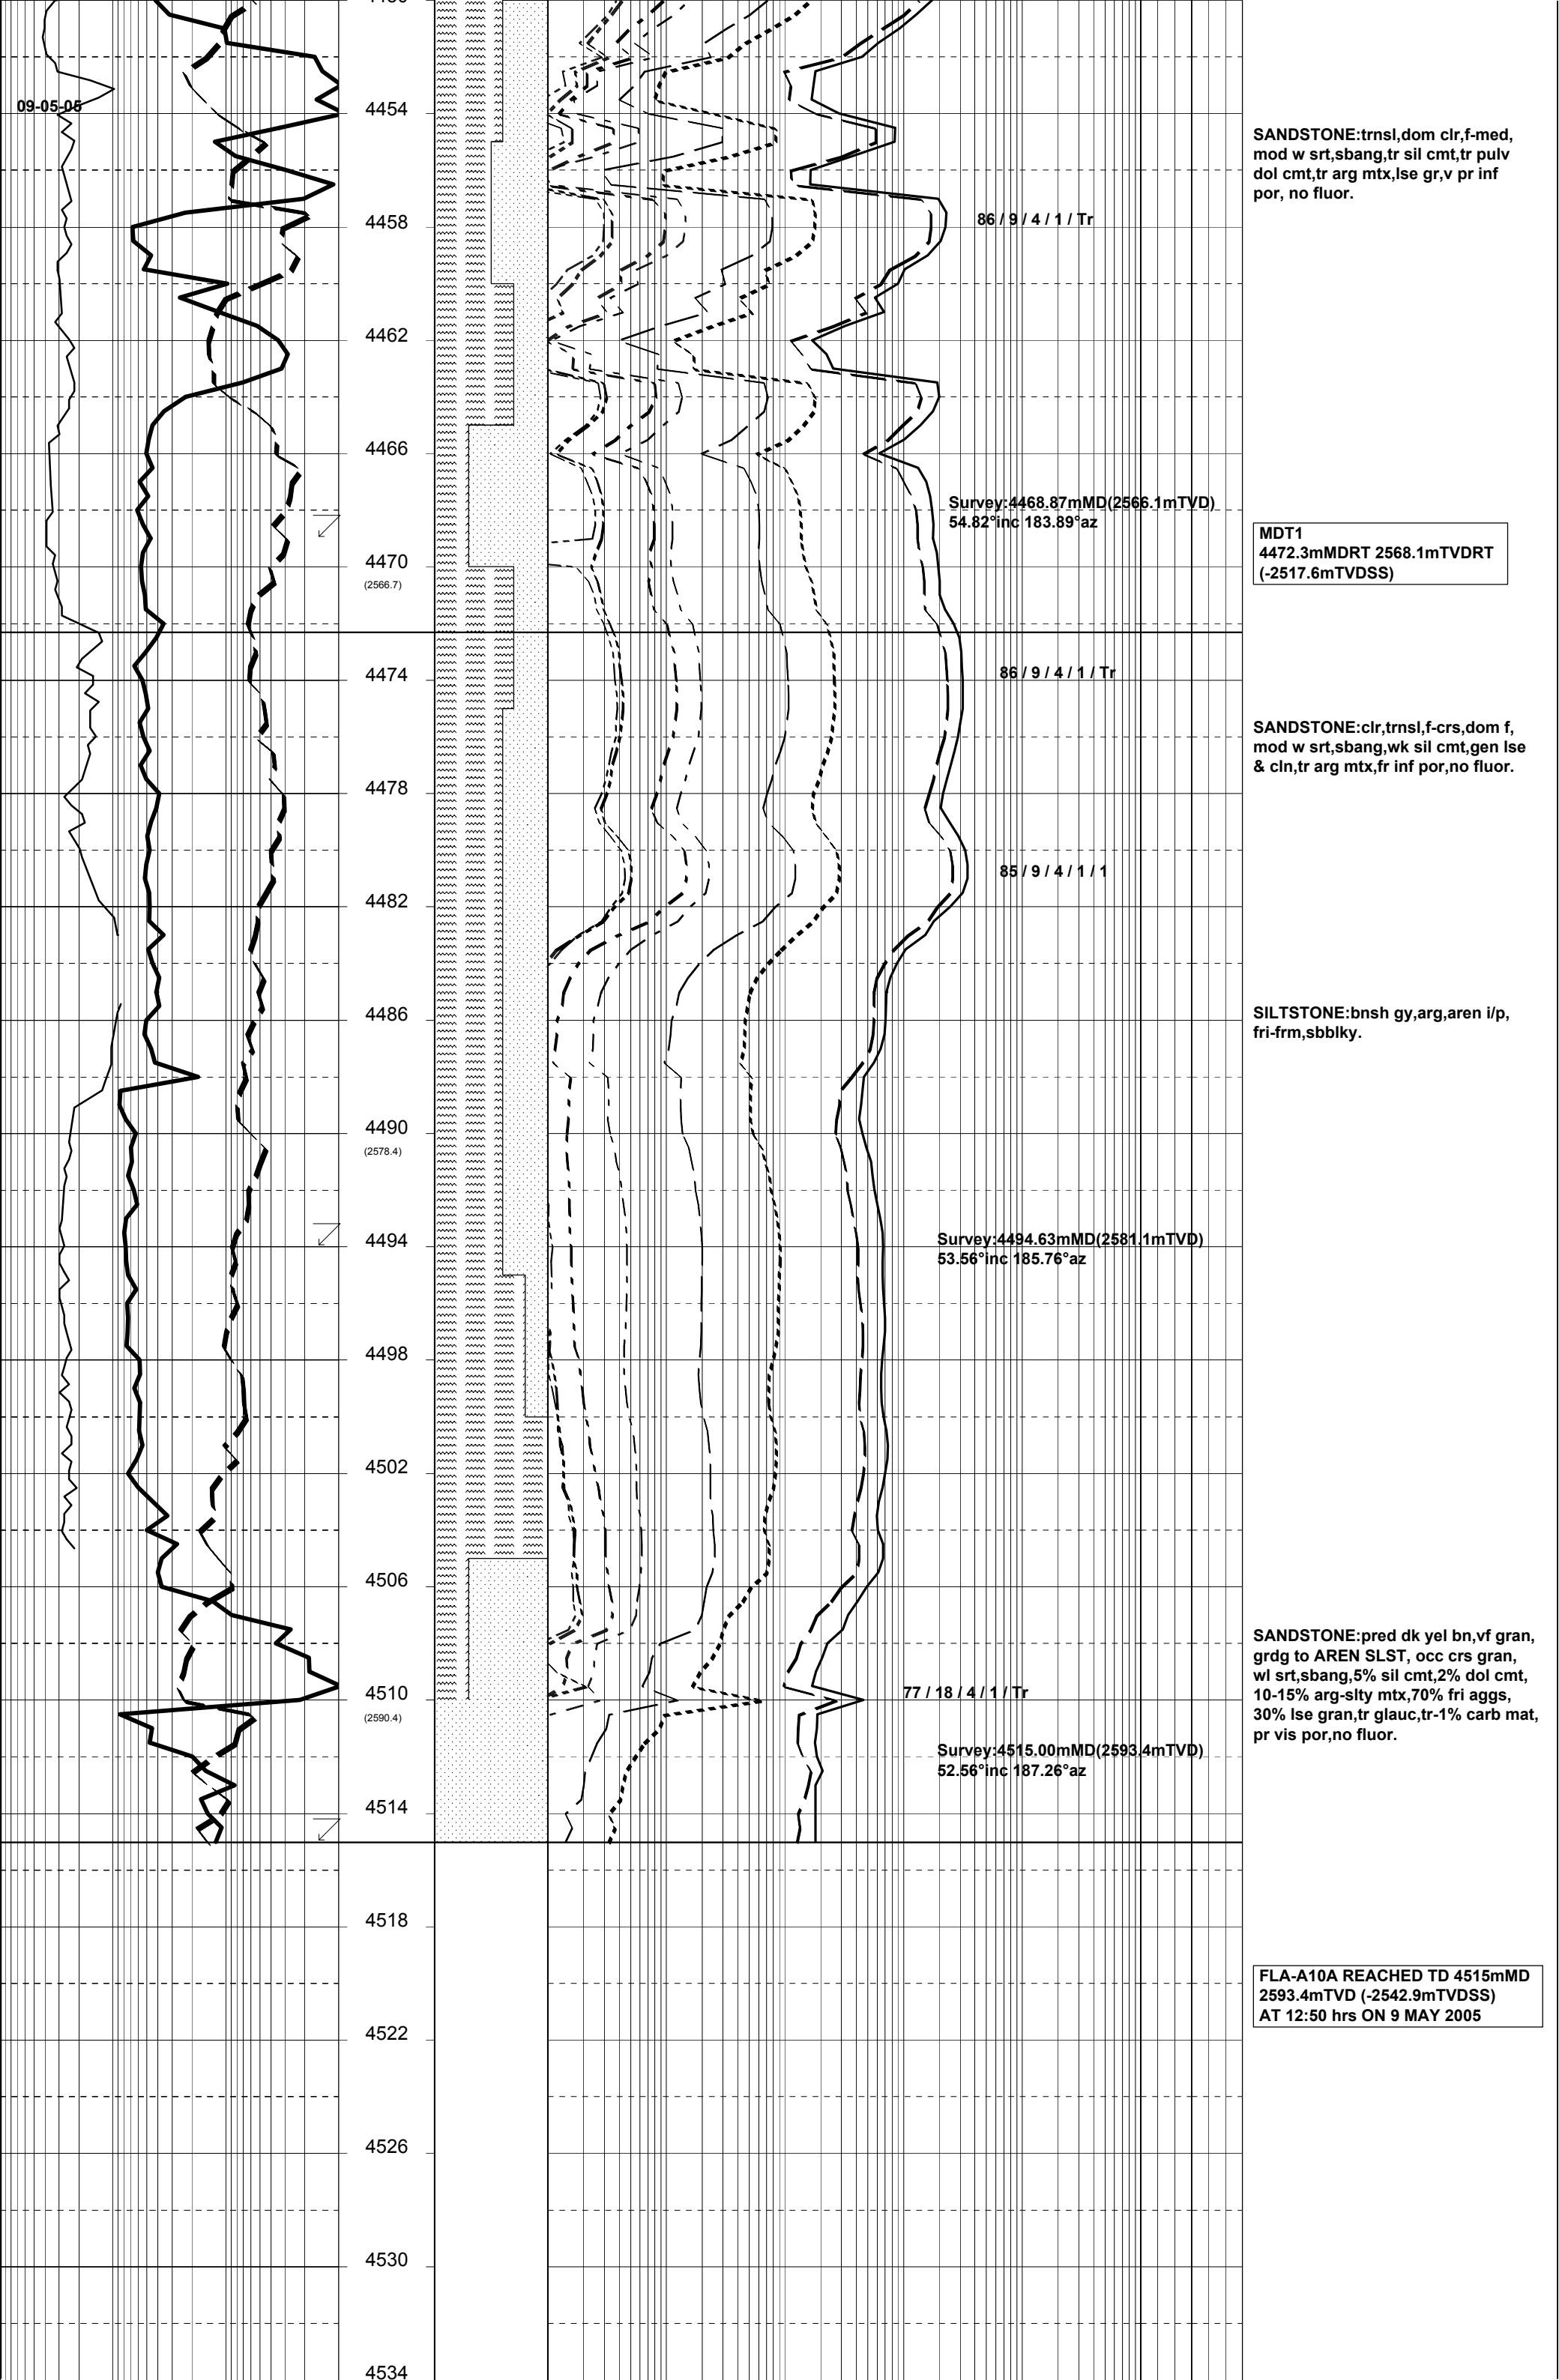 09-05-05
4454
SANDSTONE:trnsl,dom clr,f-med,
mod w srt,sbang,tr sil cmt,tr pulv
dol cmt,tr arg mtx,lse gr,v pr inf
por, no fluor.
4458
86 / 9 / 4 / 1 / Tr
4462
4466
Survey:4468.87mMD(2566.1mTVD)
54.82°inc 183.89°az
MDT1
4472.3mMDRT 2568.1mTVDRT
(-2517.6mTVDSS)
4470
(2566.7)
4474
86 / 9 / 4 / 1 / Tr
SANDSTONE:clr,trnsl,f-crs,dom f,
mod w srt,sbang,wk sil cmt,gen lse
& cln,tr arg mtx,fr inf por,no fluor.
4478
85 / 9 / 4 / 1 / 1
4482
4486
SILTSTONE:bnsh gy,arg,aren i/p,
fri-frm,sbblky.
4490
(2578.4)
4494
Survey:4494.63mMD(2581.1mTVD)
53.56°inc 185.76°az
4498
4502
4506
SANDSTONE:pred dk yel bn,vf gran,
grdg to AREN SLST, occ crs gran,
wl srt,sbang,5% sil cmt,2% dol cmt,
10-15% arg-slty mtx,70% fri aggs,
30% lse gran,tr glauc,tr-1% carb mat,
pr vis por,no fluor.
4510
(2590.4)
77 / 18 / 4 / 1 / Tr
Survey:4515.00mMD(2593.4mTVD)
52.56°inc 187.26°az
4514
4518
FLA-A10A REACHED TD 4515mMD
2593.4mTVD (-2542.9mTVDSS)
AT 12:50 hrs ON 9 MAY 2005
4522
4526
4530
4534